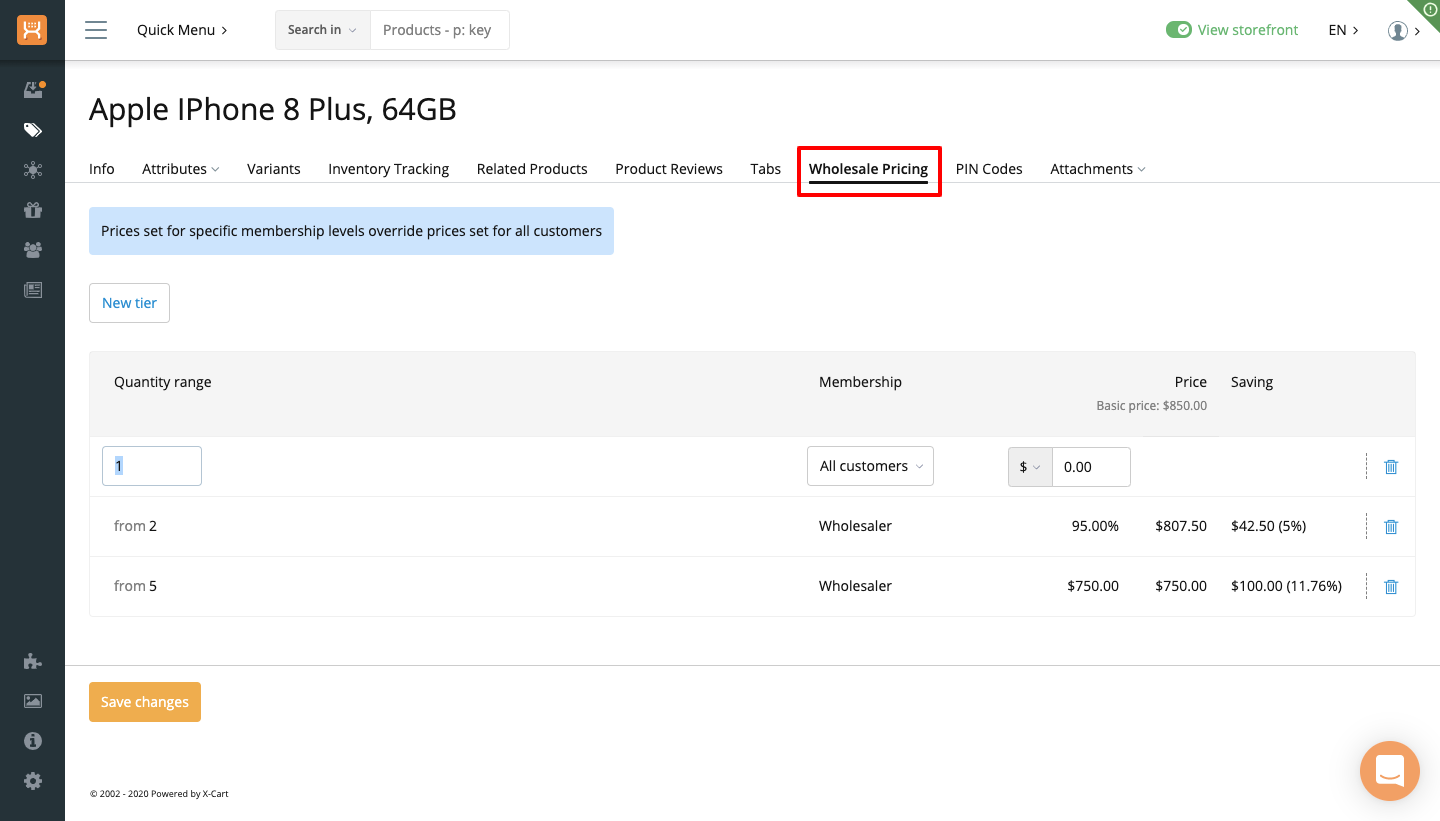 Quick Menu
Search in
Products - p: key
View storefront
EN
Apple IPhone 8 Plus, 64GB
Info Attributes Variants Inventory Tracking Related Products Product Reviews Tabs Wholesale Pricing PIN Codes Attachments
Prices set for specific membership levels override prices set for all customers
New tier
Quantity range Membership Price Saving
Basic price: $850.00
1 All customers $ 0.00
from 2 Wholesaler 95.00% $807.50 $42.50 (5%)
from 5 Wholesaler $750.00 $750.00 $100.00 (11.76%)
Save changes
© 2002 - 2020 Powered by X-Cart